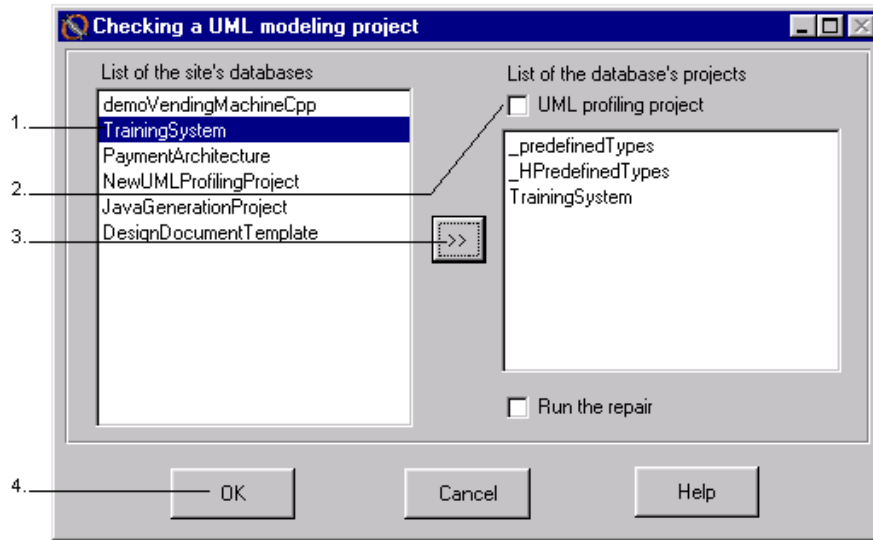 Checking a UML modeling project
List of the site's databases
demoVendingMachineCpp
1. TrainingSystem
PaymentArchitecture
2. NewUMLProfilingProject
JavaGenerationProject
3. DesignDocumentTemplate
>>
List of the database's projects
UML profiling project
_predefinedTypes
_HPredefinedTypes
TrainingSystem
Run the repair
4. OK
Cancel
Help